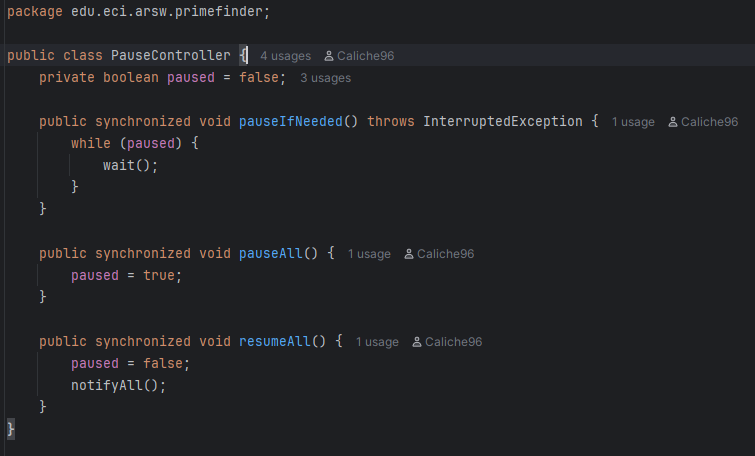 package edu.eci.arsw.primefinder;
public class PauseController { 4 usages Caliche96
private boolean paused = false; 3 usages
public synchronized void pauseIfNeeded() throws InterruptedException { 1 usage Caliche96
while (paused) {
wait();
}
}
public synchronized void pauseAll() { 1 usage Caliche96
paused = true;
}
public synchronized void resumeAll() { 1 usage Caliche96
paused = false;
notifyAll();
}
}